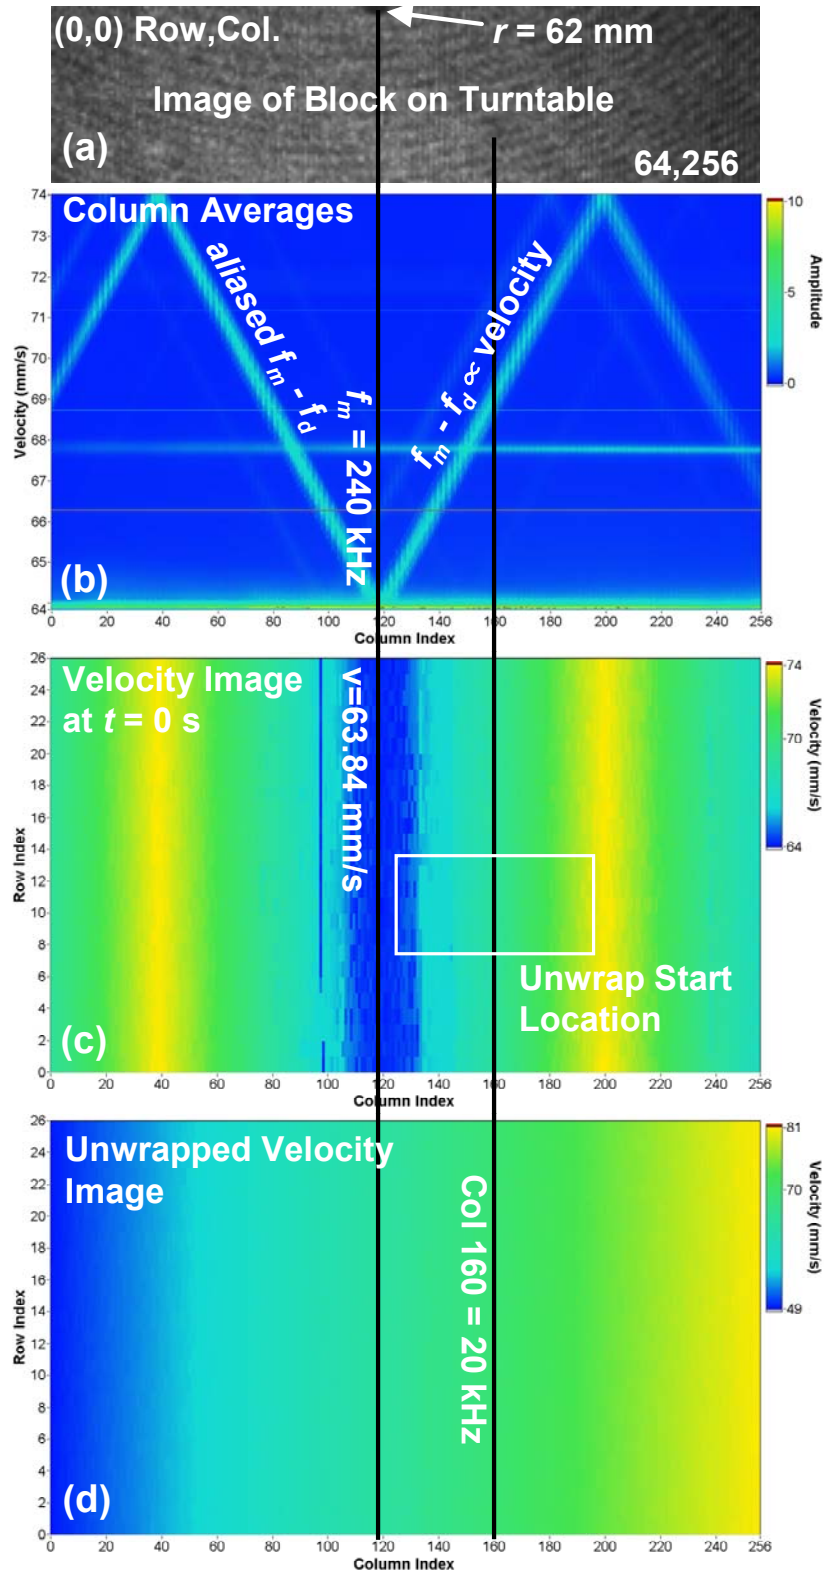 (0,0) Row,Col.
r = 62 mm
Image of Block on Turntable
(a)
64,256
Column Averages
aliased fm - fd
fm = 240 kHz
fm - fd ∝ velocity
(b)
Velocity (mm/s)
74
73
72
71
70
69
68
67
66
65
64
0 20 40 60 80 100 120 140 160 180 200 220 240 256
Column Index
10
5
0
Amplitude
Velocity Image
at t = 0 s
v=63.84 mm/s
Unwrap Start
Location
(c)
Row Index
26
24
22
20
18
16
14
12
10
8
6
4
2
0
0 20 40 60 80 100 120 140 160 180 200 220 240 256
Column Index
74
70
64
Velocity (mm/s)
Unwrapped Velocity
Image
Col 160 = 20 kHz
(d)
Row Index
26
24
22
20
18
16
14
12
10
8
6
4
2
0
0 20 40 60 80 100 120 140 160 180 200 220 240 256
Column Index
81
70
49
Velocity (mm/s)